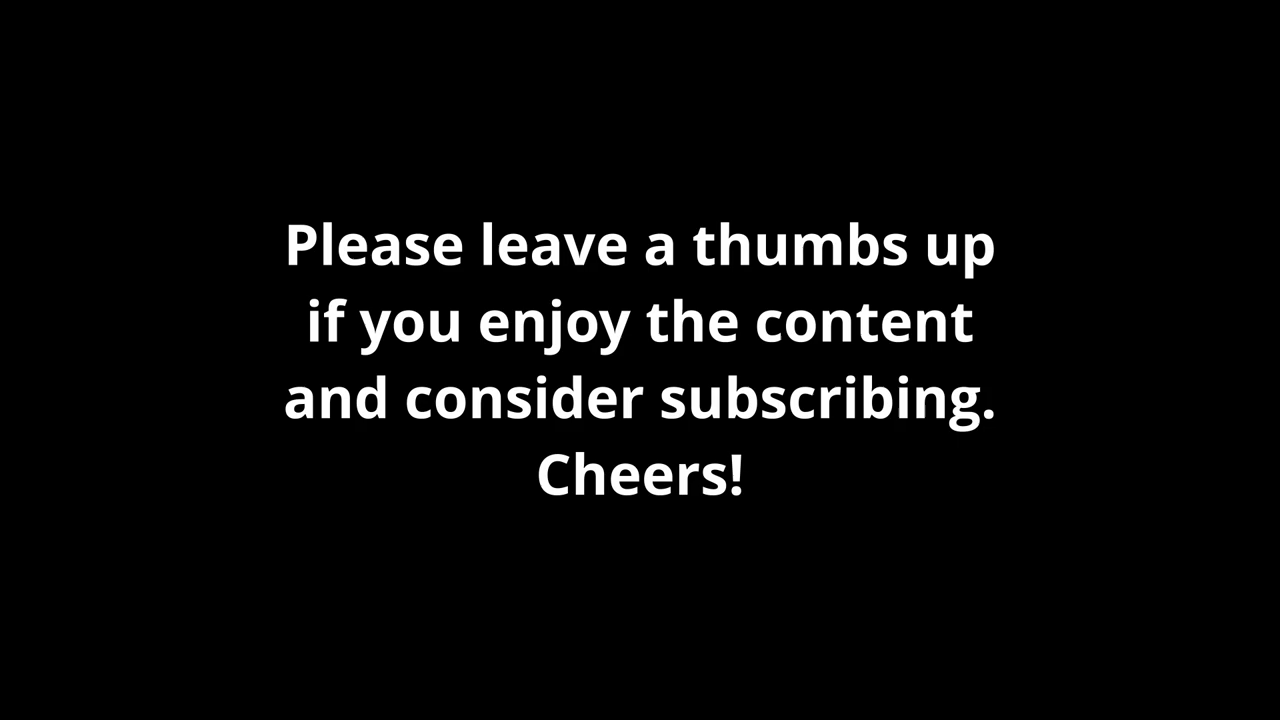 Please leave a thumbs up
if you enjoy the content
and consider subscribing.
Cheers!